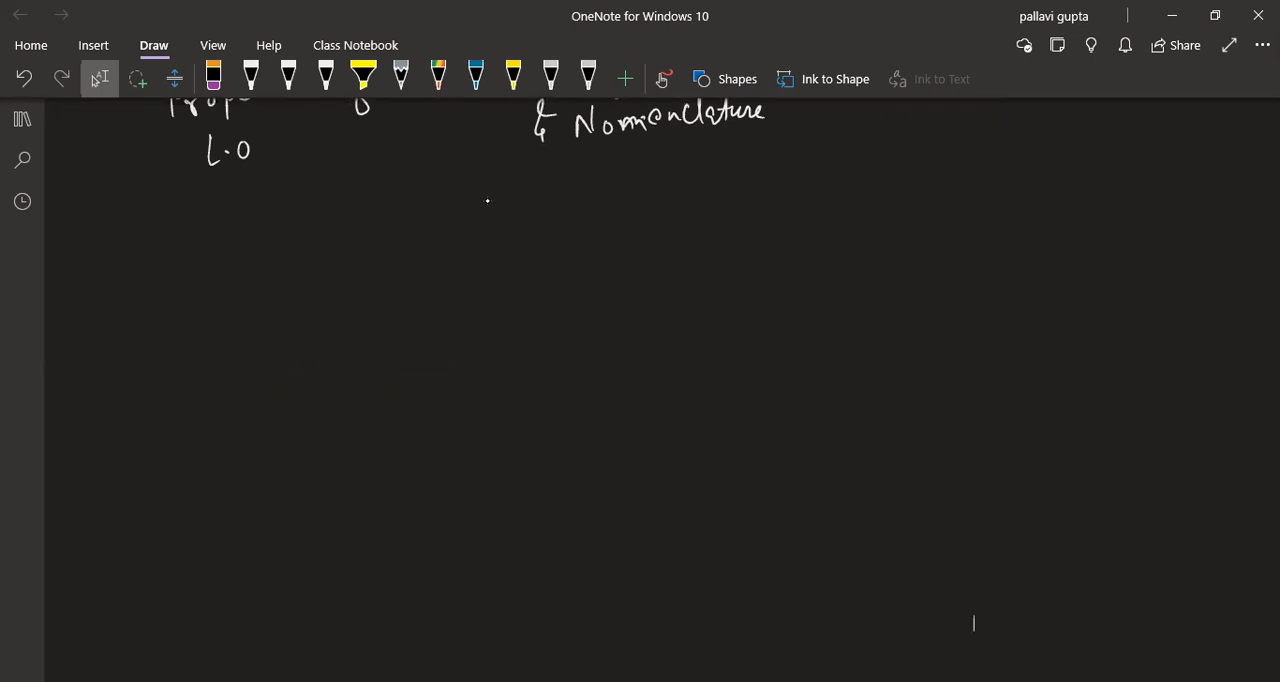 OneNote for Windows 10
pallavi gupta
Home Insert Draw View Help Class Notebook
Share
Shapes Ink to Shape Ink to Text
& Nomenclature
L.O